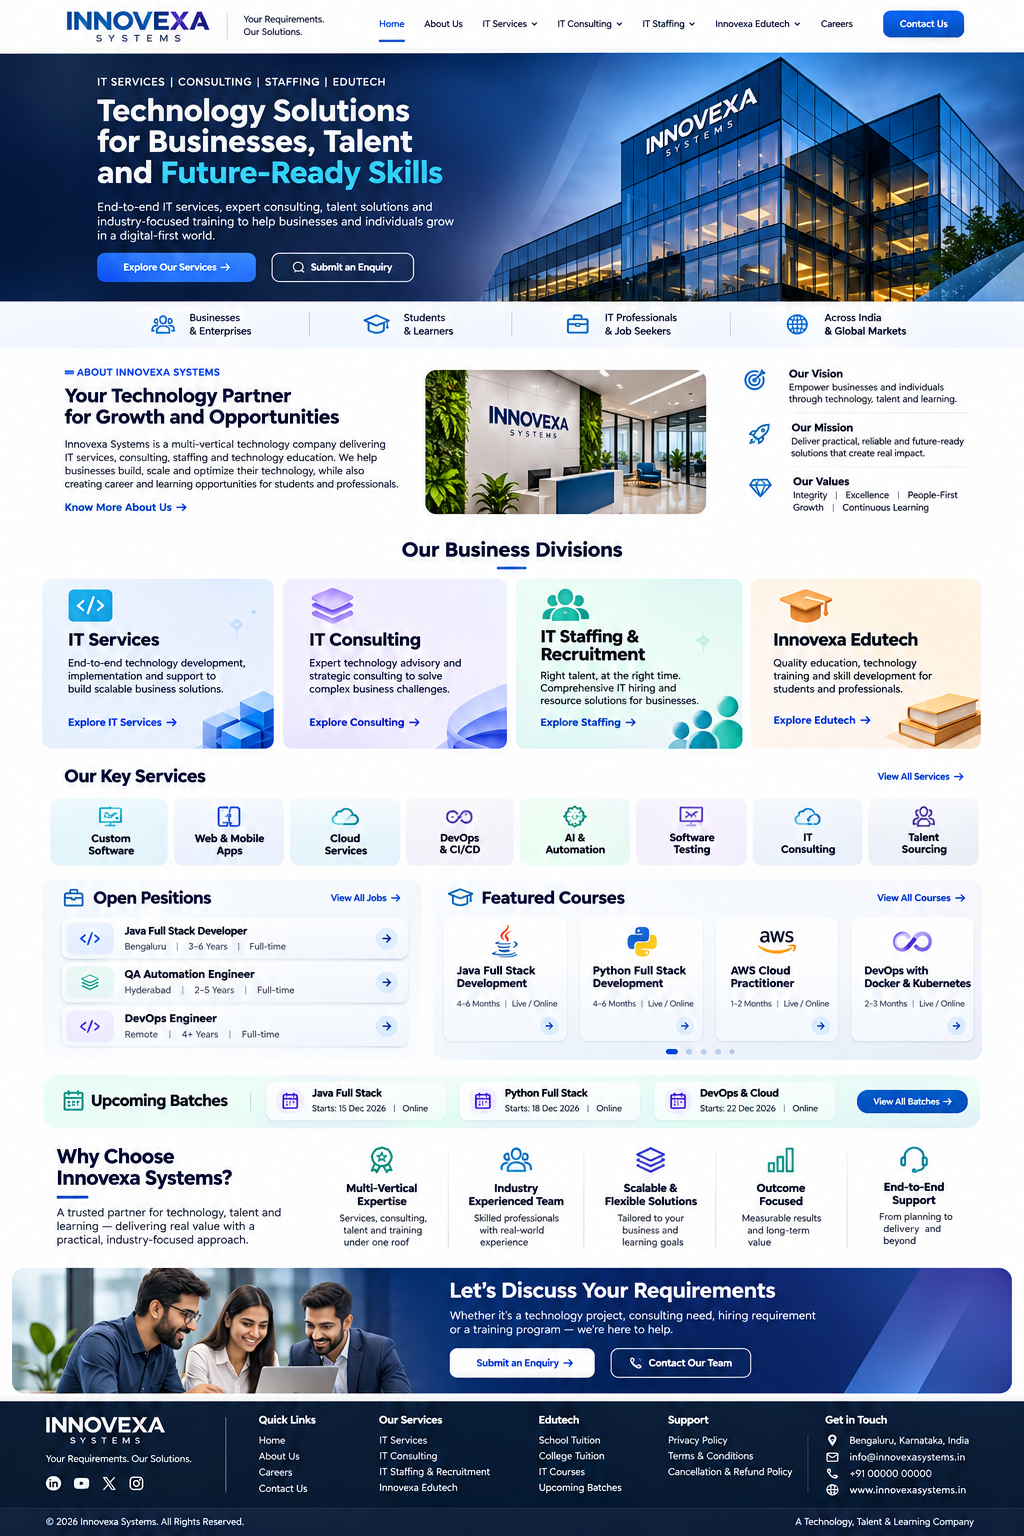 INNOVEXA
SYSTEMS
Your Requirements.
Our Solutions.
Home
About Us
IT Services
IT Consulting
IT Staffing
Innovexa Edutech
Careers
Contact Us
IT SERVICES | CONSULTING | STAFFING | EDUTECH
Technology Solutions
for Businesses, Talent
and Future-Ready Skills
End-to-end IT services, expert consulting, talent solutions and
industry-focused training to help businesses and individuals grow
in a digital-first world.
Explore Our Services →
Submit an Enquiry
INNOVEXA
SYSTEMS
Businesses
& Enterprises
Students
& Learners
IT Professionals
& Job Seekers
Across India
& Global Markets
ABOUT INNOVEXA SYSTEMS
Your Technology Partner
for Growth and Opportunities
Innovexa Systems is a multi-vertical technology company delivering
IT services, consulting, staffing and technology education. We help
businesses build, scale and optimize their technology, while also
creating career and learning opportunities for students and professionals.
Know More About Us →
INNOVEXA
SYSTEMS
Our Vision
Empower businesses and individuals
through technology, talent and learning.
Our Mission
Deliver practical, reliable and future-ready
solutions that create real impact.
Our Values
Integrity | Excellence | People-First
Growth | Continuous Learning
Our Business Divisions
IT Services
End-to-end technology development,
implementation and support to
build scalable business solutions.
Explore IT Services →
IT Consulting
Expert technology advisory and
strategic consulting to solve
complex business challenges.
Explore Consulting →
IT Staffing &
Recruitment
Right talent, at the right time.
Comprehensive IT hiring and
resource solutions for businesses.
Explore Staffing →
Innovexa Edutech
Quality education, technology
training and skill development for
students and professionals.
Explore Edutech →
Our Key Services
View All Services →
Custom
Software
Web & Mobile
Apps
Cloud
Services
DevOps
& CI/CD
AI &
Automation
Software
Testing
IT
Consulting
Talent
Sourcing
Open Pesitions
View All Jobs →
Java Full Stack Developer
Bengaluru | 3–6 Years | Full-time
QA Automation Engineer
Hyderabad | 2–5 Years | Full-time
DevOps Engineer
Remote | 4+ Years | Full-time
Featured Courses
View All Courses →
Java Full Stack
Development
4-6 Months | Live / Online
Python Full Stack
Development
4–6 Months | Live / Online
aws
AWS Cloud
Practitioner
1-2 Months | Live / Online
DevOps with
Docker & Kubernetes
2–3 Months | Live / Online
Upcoming Batches
Java Full Stack
Starts: 15 Dec 2026 | Online
Python Full Stack
Starts: 18 Dec 2026 | Online
DevOps & Cloud
Starts: 22 Dec 2026 | Online
View All Batches →
Why Choose
Innovexa Systems?
A trusted partner for technology, talent and
learning — delivering real value with a
practical, industry-focused approach.
Multi-Vertical
Expertise
Services, consulting,
talent and training
under one roof
Industry
Experienced Team
Skilled professionals
with real-world
experience
Scalable &
Flexible Solutions
Tailored to your
business and
learning goals
Outcome
Focused
Measurable results
and long-term
value
End-to-End
Support
From planning to
delivery and
beyond
Let's Discuss Your Requirements
Whether it's a technology project, consulting need, hiring requirement
or a training program — we're here to help.
Submit an Enquiry →
Contact Our Team
INNOVEXA
SYSTEMS
Your Requirements. Our Solutions.
Quick Links
Home
About Us
Careers
Contact Us
Our Services
IT Services
IT Consulting
IT Staffing & Recruitment
Innovexa Edutech
Edutech
School Tuition
College Tuition
IT Courses
Upcoming Batches
Support
Privacy Policy
Terms & Conditions
Cancellation & Refund Policy
Get in Touch
Bengaluru, Karnataka, India
info@innovexasystems.in
+91 00000 00000
www.innovexasystems.in
© 2026 Innovexa Systems. All Rights Reserved.
A Technology, Talent & Learning Company